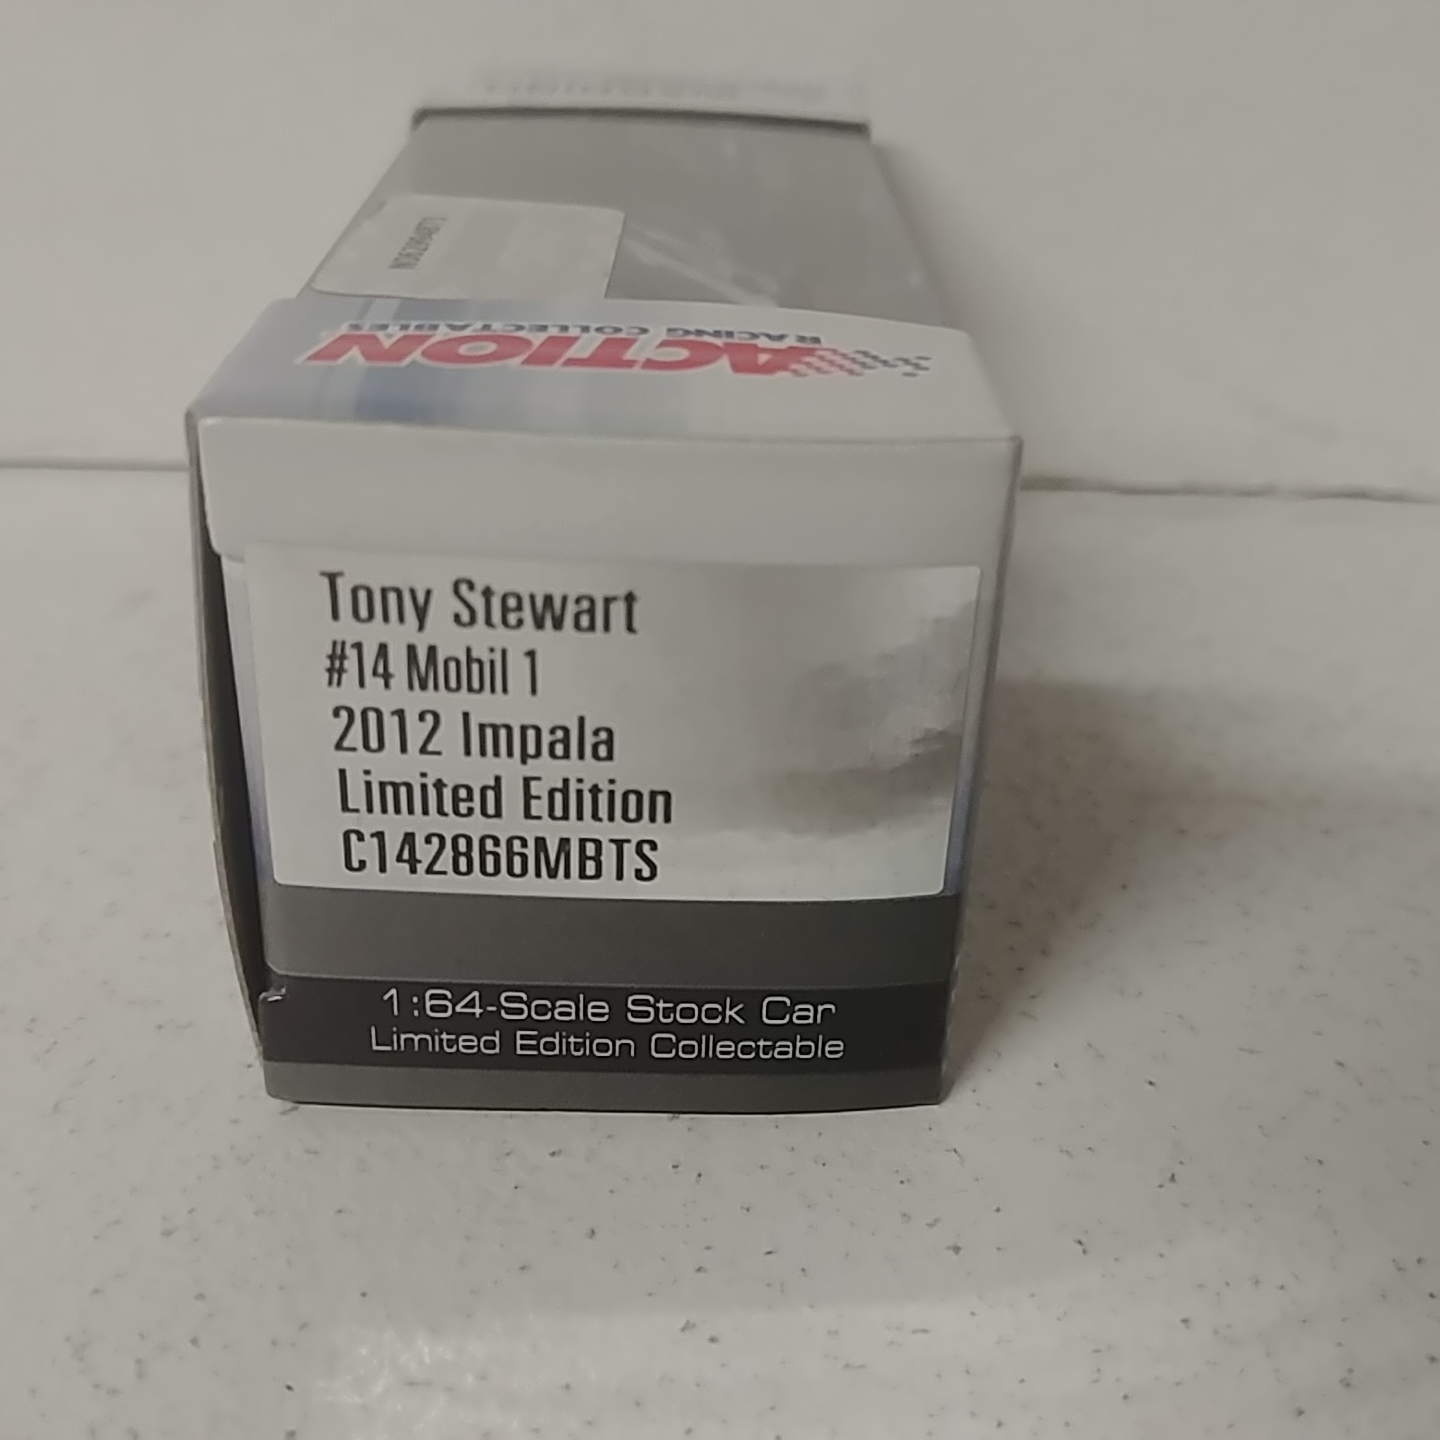 ACTION
RACING COLLECTABLES
Tony Stewart
#14 Mobil 1
2012 Impala
Limited Edition
C142866MBTS
1:64-Scale Stock Car
Limited Edition Collectable